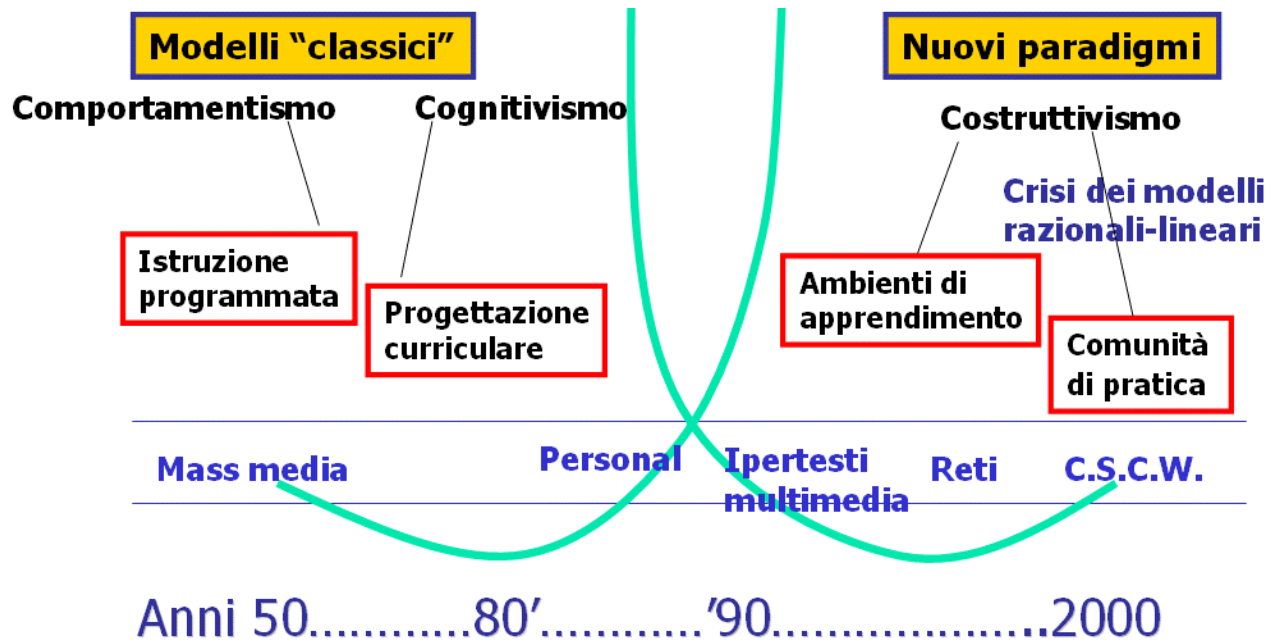 Modelli “classici”
Nuovi paradigmi
Comportamentismo
Cognitivismo
Costruttivismo
Crisi dei modelli
razionali-lineari
Istruzione
programmata
Progettazione
curriculare
Ambienti di
apprendimento
Comunità
di pratica
Mass media
Personal
Ipertesti
multimedia
Reti
C.S.C.W.
Anni 50............80’............’90....................2000